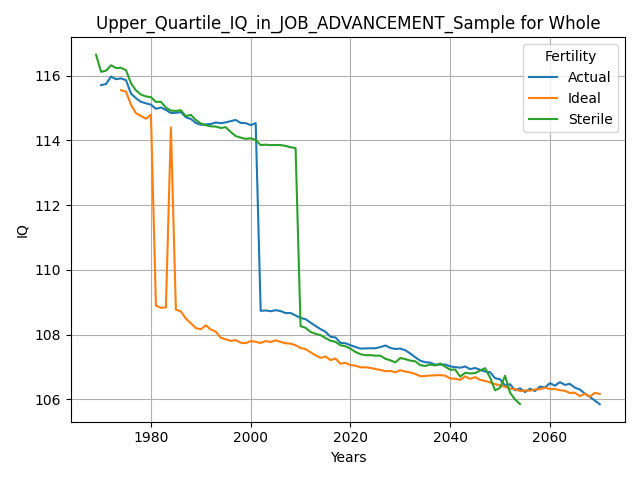 Upper_Quartile_IQ_in_JOB_ADVANCEMENT_Sample for Whole
Fertility
Actual
Ideal
Sterile
IQ
116
114
112
110
108
106
1980
2000
2020
2040
2060
Years